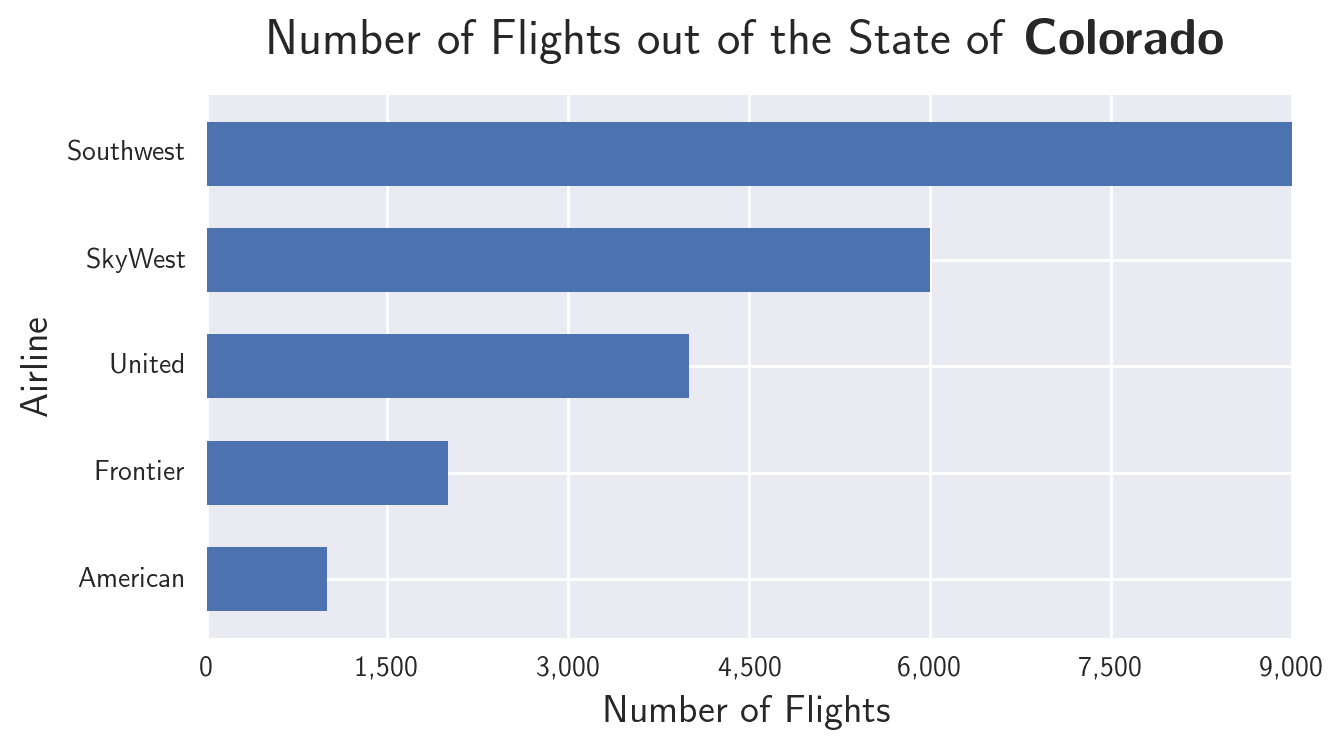 Number of Flights out of the State of Colorado
Southwest
SkyWest
United
Frontier
American
Airline
0 1,500 3,000 4,500 6,000 7,500 9,000
Number of Flights